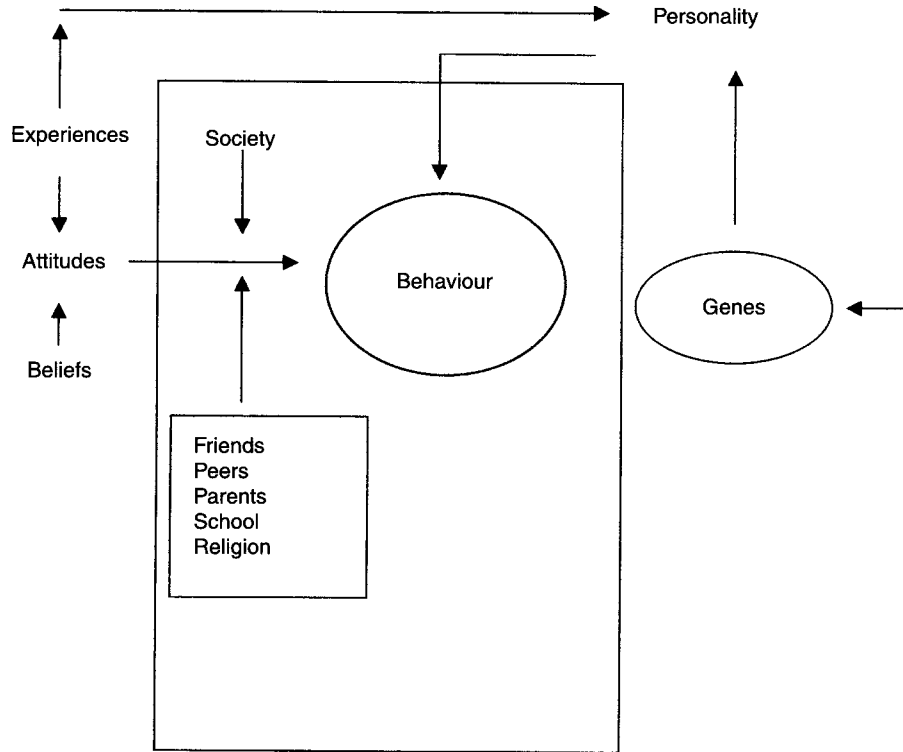 Personality
Experiences
Society
Attitudes
Behaviour
Genes
Beliefs
Friends
Peers
Parents
School
Religion